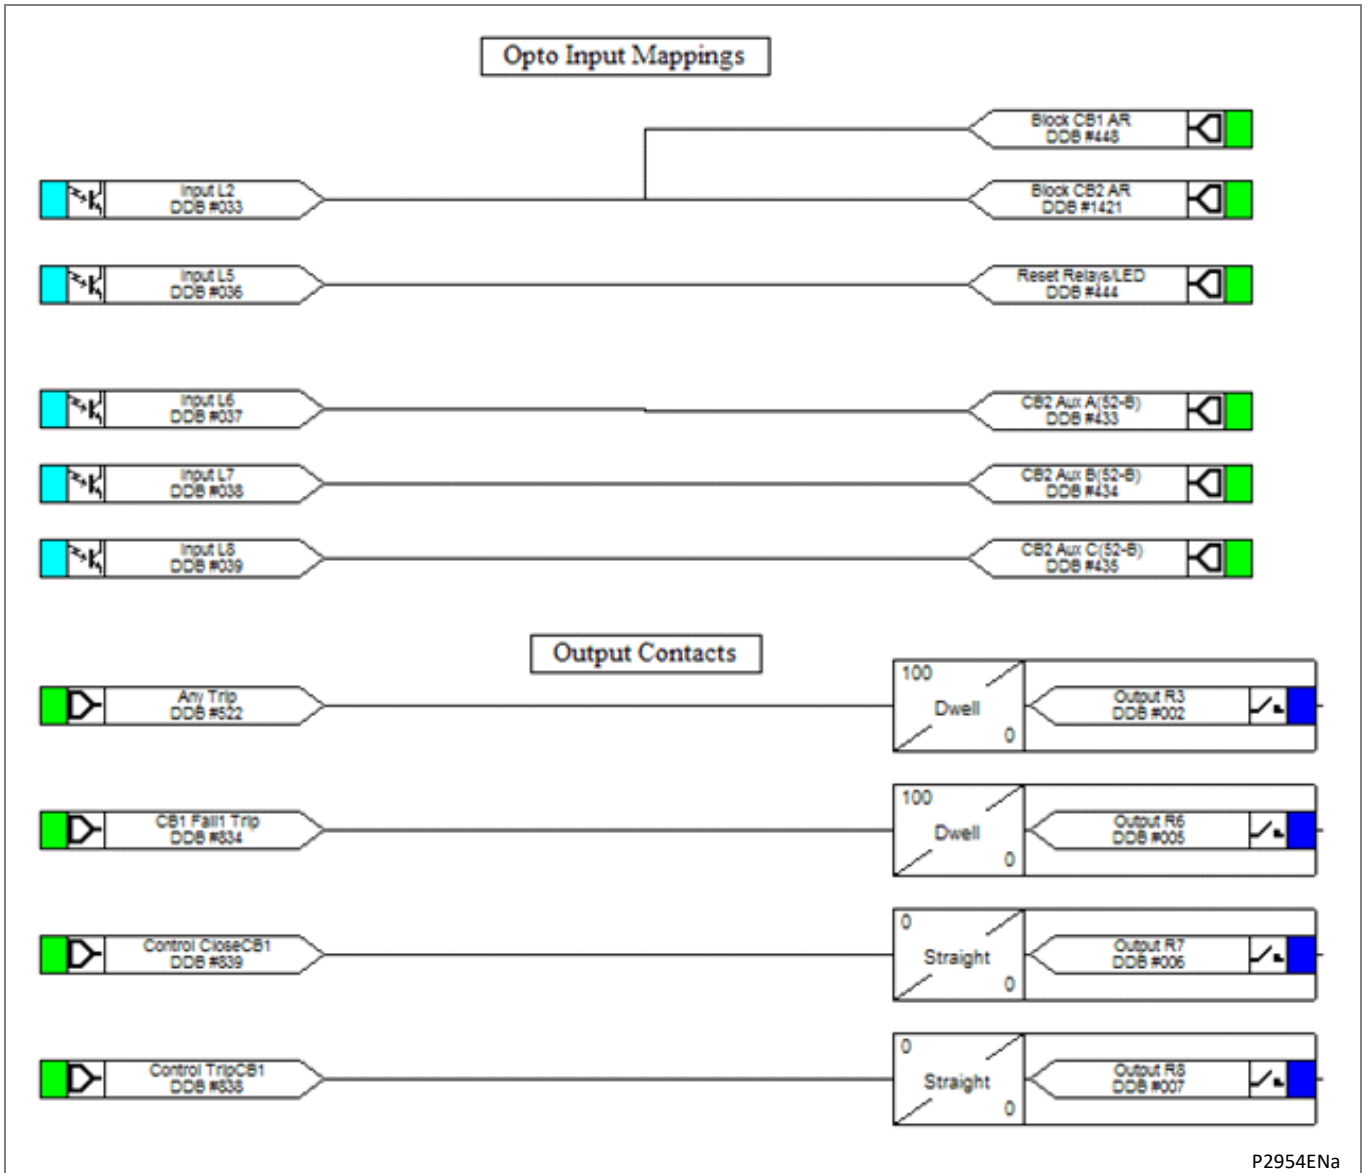 Opto Input Mappings
Block CB1 AR
DDB #448
Input L2
DDB #033
Block CB2 AR
DDB #1421
Input L5
DDB #036
Reset Relays/LED
DDB #444
Input L6
DDB #037
CB2 Aux A(52-B)
DDB #433
Input L7
DDB #038
CB2 Aux B(52-B)
DDB #434
Input L8
DDB #039
CB2 Aux C(52-B)
DDB #435
Output Contacts
Any Trip
DDB #522
100
Dwell
0
Output R3
DDB #002
CB1 Fail1 Trip
DDB #834
100
Dwell
0
Output R6
DDB #005
Control CloseCB1
DDB #839
0
Straight
0
Output R7
DDB #006
Control TripCB1
DDB #838
0
Straight
0
Output R8
DDB #007
P2954ENa